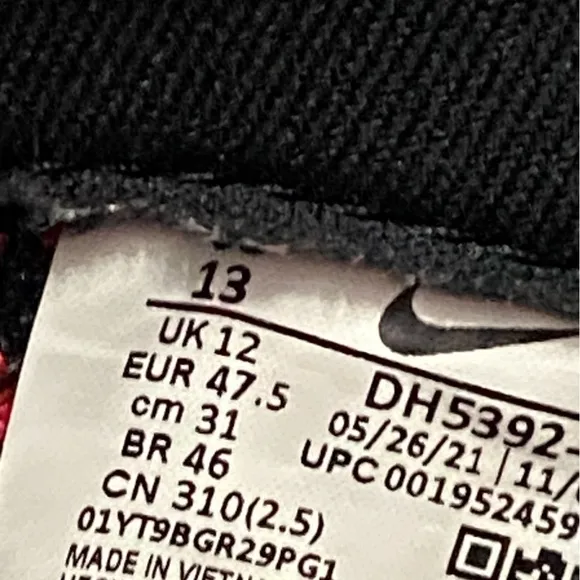 13
UK 12
EUR 47.5
cm 31
BR 46
CN 310(2.5)
01YT9BGR29PG1
MADE IN
DH5392-
05/26/21 | 11/
UPC 001952459